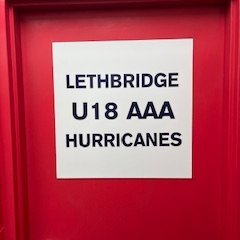 LETHBRIDGE
U18 AAA
HURRICANES